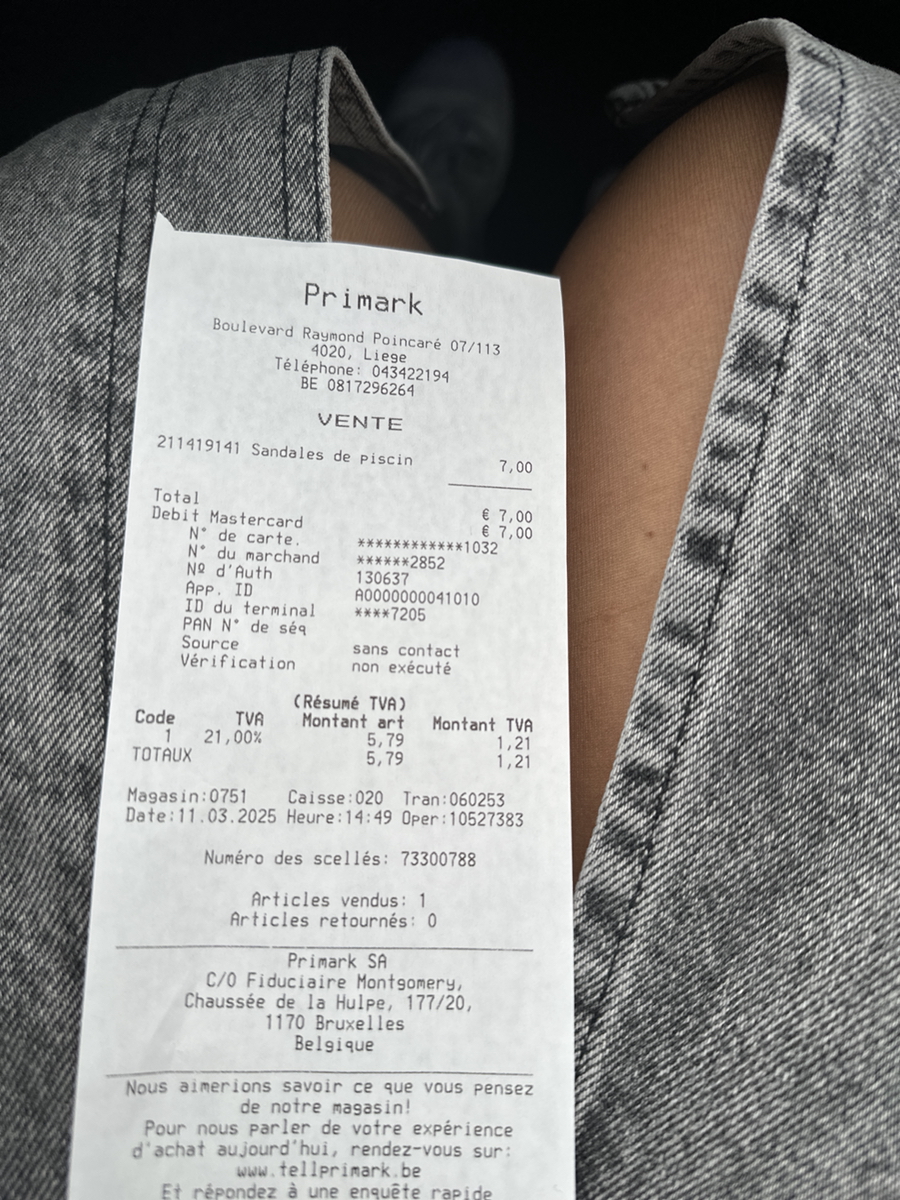 Primark
Boulevard Raymond Poincaré 07/113
4020, Liege
Téléphone: 043422194
BE 0817296264
VENTE
211419141 Sandales de piscin 7,00
Total € 7,00
Debit Mastercard € 7,00
N° de carte. ************1032
N° du marchand ******2852
Nº d'Auth 130637
App. ID A0000000041010
ID du terminal ****7205
PAN N° de séq
Source sans contact
Vérification non exécuté
(Résumé TVA)
Code TVA Montant art Montant TVA
1 21,00% 5,79 1,21
TOTAUX 5,79 1,21
Magasin:0751 Caisse:020 Tran:060253
Date:11.03.2025 Heure:14:49 Oper:10527383
Numéro des scellés: 73300788
Articles vendus: 1
Articles retournés: 0
Primark SA
C/O Fiduciaire Montgomery,
Chaussée de la Hulpe, 177/20,
1170 Bruxelles
Belgique
Nous aimerions savoir ce que vous pensez
de notre magasin!
Pour nous parler de votre expérience
d'achat aujourd'hui, rendez-vous sur:
www.tellprimark.be
Et répondez à une enquête rapide